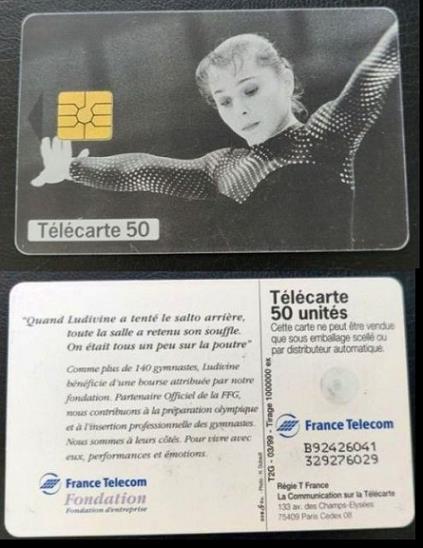 Télécarte 50
"Quand Ludivine a tenté le salto arrière,
toute la salle a retenu son souffle.
On était tous un peu sur la poutre"
Comme plus de 140 gymnastes, Ludivine
bénéficie d'une bourse attribuée par notre
fondation. Partenaire Officiel de la FFG,
nous contribuons à la préparation olympique
et à l'insertion professionnelle des gymnastes.
Nous sommes à leurs côtés. Pour vivre avec
eux, performances et émotions.
France Telecom
Fondation
Fondation d'entreprise
T2G - 03/99 - Tirage 1000000 ex
Photo :
Télécarte
50 unités
Cette carte ne peut être vendue
que sous emballage scellé ou
par distributeur automatique.
France Telecom
B92426041
329276029
Régie T France
La Communication sur la Télécarte
133 av. des Champs-Elysées
75409 Paris Cedex 08